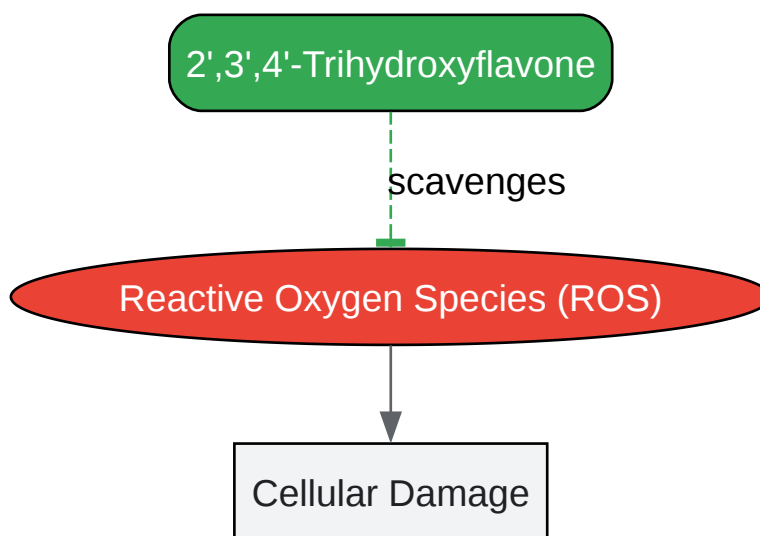 2',3',4'-Trihydroxyflavone
scavenges
Reactive Oxygen Species (ROS)
Cellular Damage